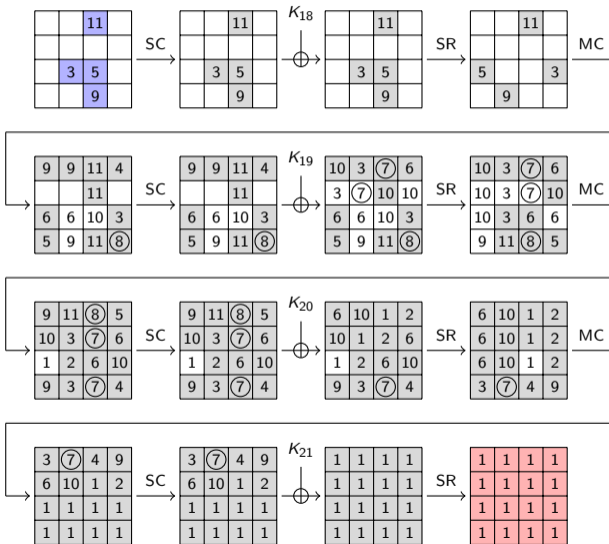 11 11 K18 11 11
SC SR MC
3 5 3 5 3 5 5 3
9 9 9 9
9 9 11 4 9 9 11 4 K19 10 3 7 6 10 3 7 6
11 SC 11 3 7 10 10 SR 10 3 7 10 MC
6 6 10 3 6 6 10 3 6 6 10 3 10 3 6 6
5 9 11 8 5 9 11 8 5 9 11 8 9 11 8 5
9 11 8 5 9 11 8 5 K20 6 10 1 2 6 10 1 2
10 3 7 6 SC 10 3 7 6 10 1 2 6 SR 6 10 1 2 MC
1 2 6 10 1 2 6 10 1 2 6 10 6 10 1 2
9 3 7 4 9 3 7 4 9 3 7 4 3 7 4 9
3 7 4 9 3 7 4 9 K21 1 1 1 1 1 1 1 1
6 10 1 2 SC 6 10 1 2 1 1 1 1 SR 1 1 1 1
1 1 1 1 1 1 1 1 1 1 1 1 1 1 1 1
1 1 1 1 1 1 1 1 1 1 1 1 1 1 1 1